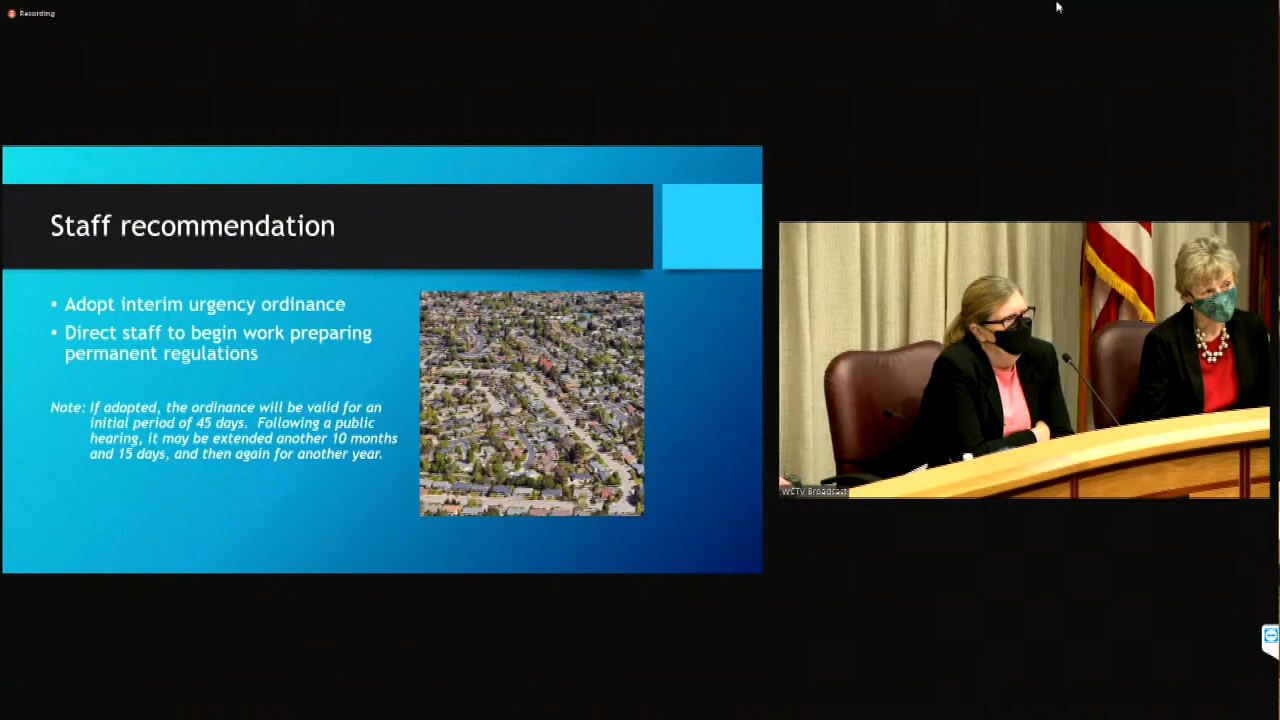 Recording
Staff recommendation
• Adopt interim urgency ordinance
• Direct staff to begin work preparing
permanent regulations
Note: If adopted, the ordinance will be valid for an
initial period of 45 days. Following a public
hearing, it may be extended another 10 months
and 15 days, and then again for another year.
WCTV Broadcast